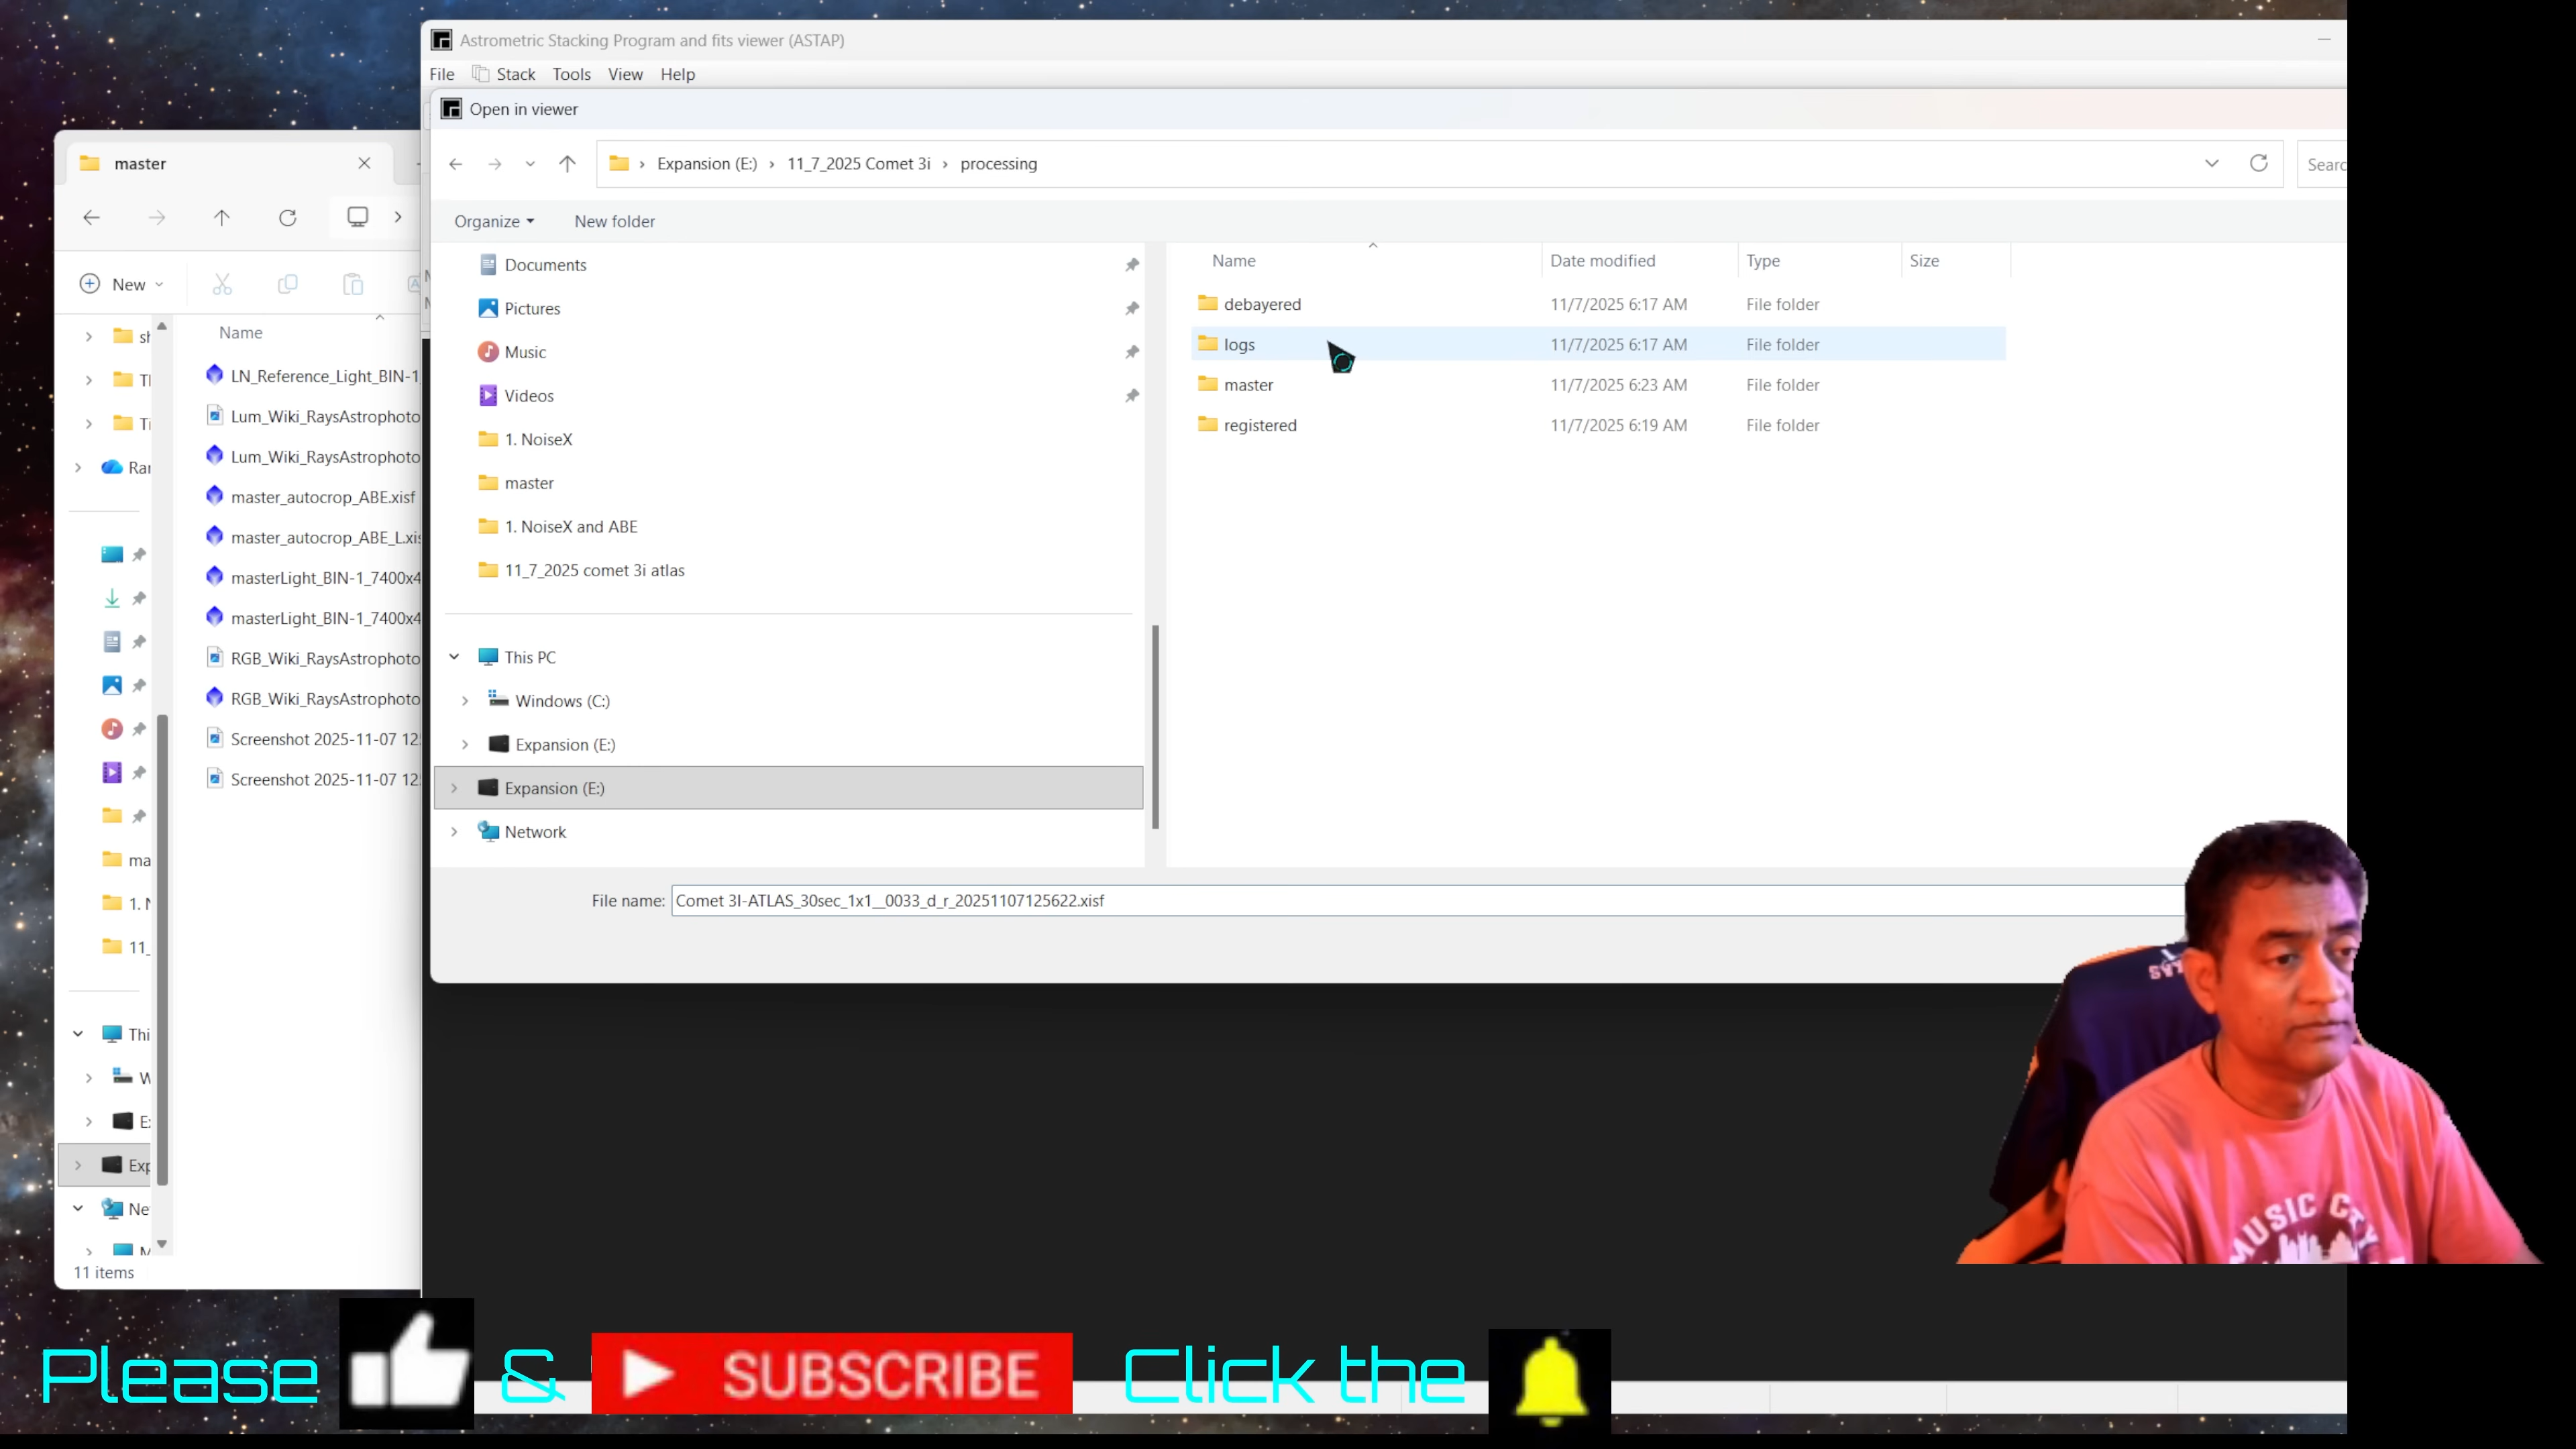 Astrometric Stacking Program and fits viewer (ASTAP)
File Stack Tools View Help
Open in viewer
Expansion (E:) › 11_7_2025 Comet 3i › processing
Organize New folder
Documents
Pictures
Music
Videos
1. NoiseX
master
1. NoiseX and ABE
11_7_2025 comet 3i atlas
This PC
Windows (C:)
Expansion (E:)
Expansion (E:)
Network
Name Date modified Type Size
debayered 11/7/2025 6:17 AM File folder
logs 11/7/2025 6:17 AM File folder
master 11/7/2025 6:23 AM File folder
registered 11/7/2025 6:19 AM File folder
File name: Comet 3I-ATLAS_30sec_1x1__0033_d_r_20251107125622.xisf
master
New
Name
LN_Reference_Light_BIN-1
Lum_Wiki_RaysAstrophoto
Lum_Wiki_RaysAstrophoto
master_autocrop_ABE.xisf
master_autocrop_ABE_L.xis
masterLight_BIN-1_7400x4
masterLight_BIN-1_7400x4
RGB_Wiki_RaysAstrophoto
RGB_Wiki_RaysAstrophoto
Screenshot 2025-11-07 12
Screenshot 2025-11-07 12
11 items
MUSIC
Please & SUBSCRIBE Click the